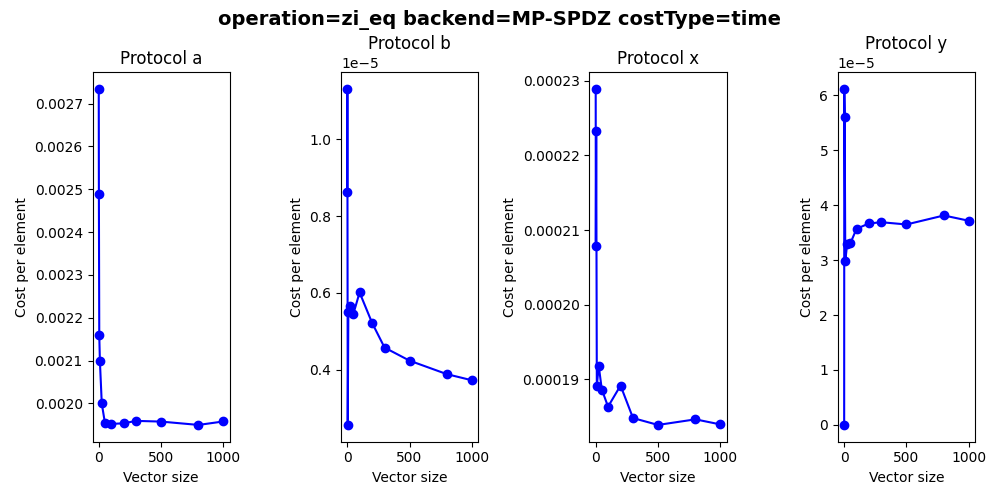 operation=zi_eq backend=MP-SPDZ costType=time
Protocol a
Cost per element
0.0027
0.0026
0.0025
0.0024
0.0023
0.0022
0.0021
0.0020
0 500 1000
Vector size
Protocol b
1e−5
Cost per element
1.0
0.8
0.6
0.4
0 500 1000
Vector size
Protocol x
Cost per element
0.00023
0.00022
0.00021
0.00020
0.00019
0 500 1000
Vector size
Protocol y
1e−5
Cost per element
6
5
4
3
2
1
0
0 500 1000
Vector size